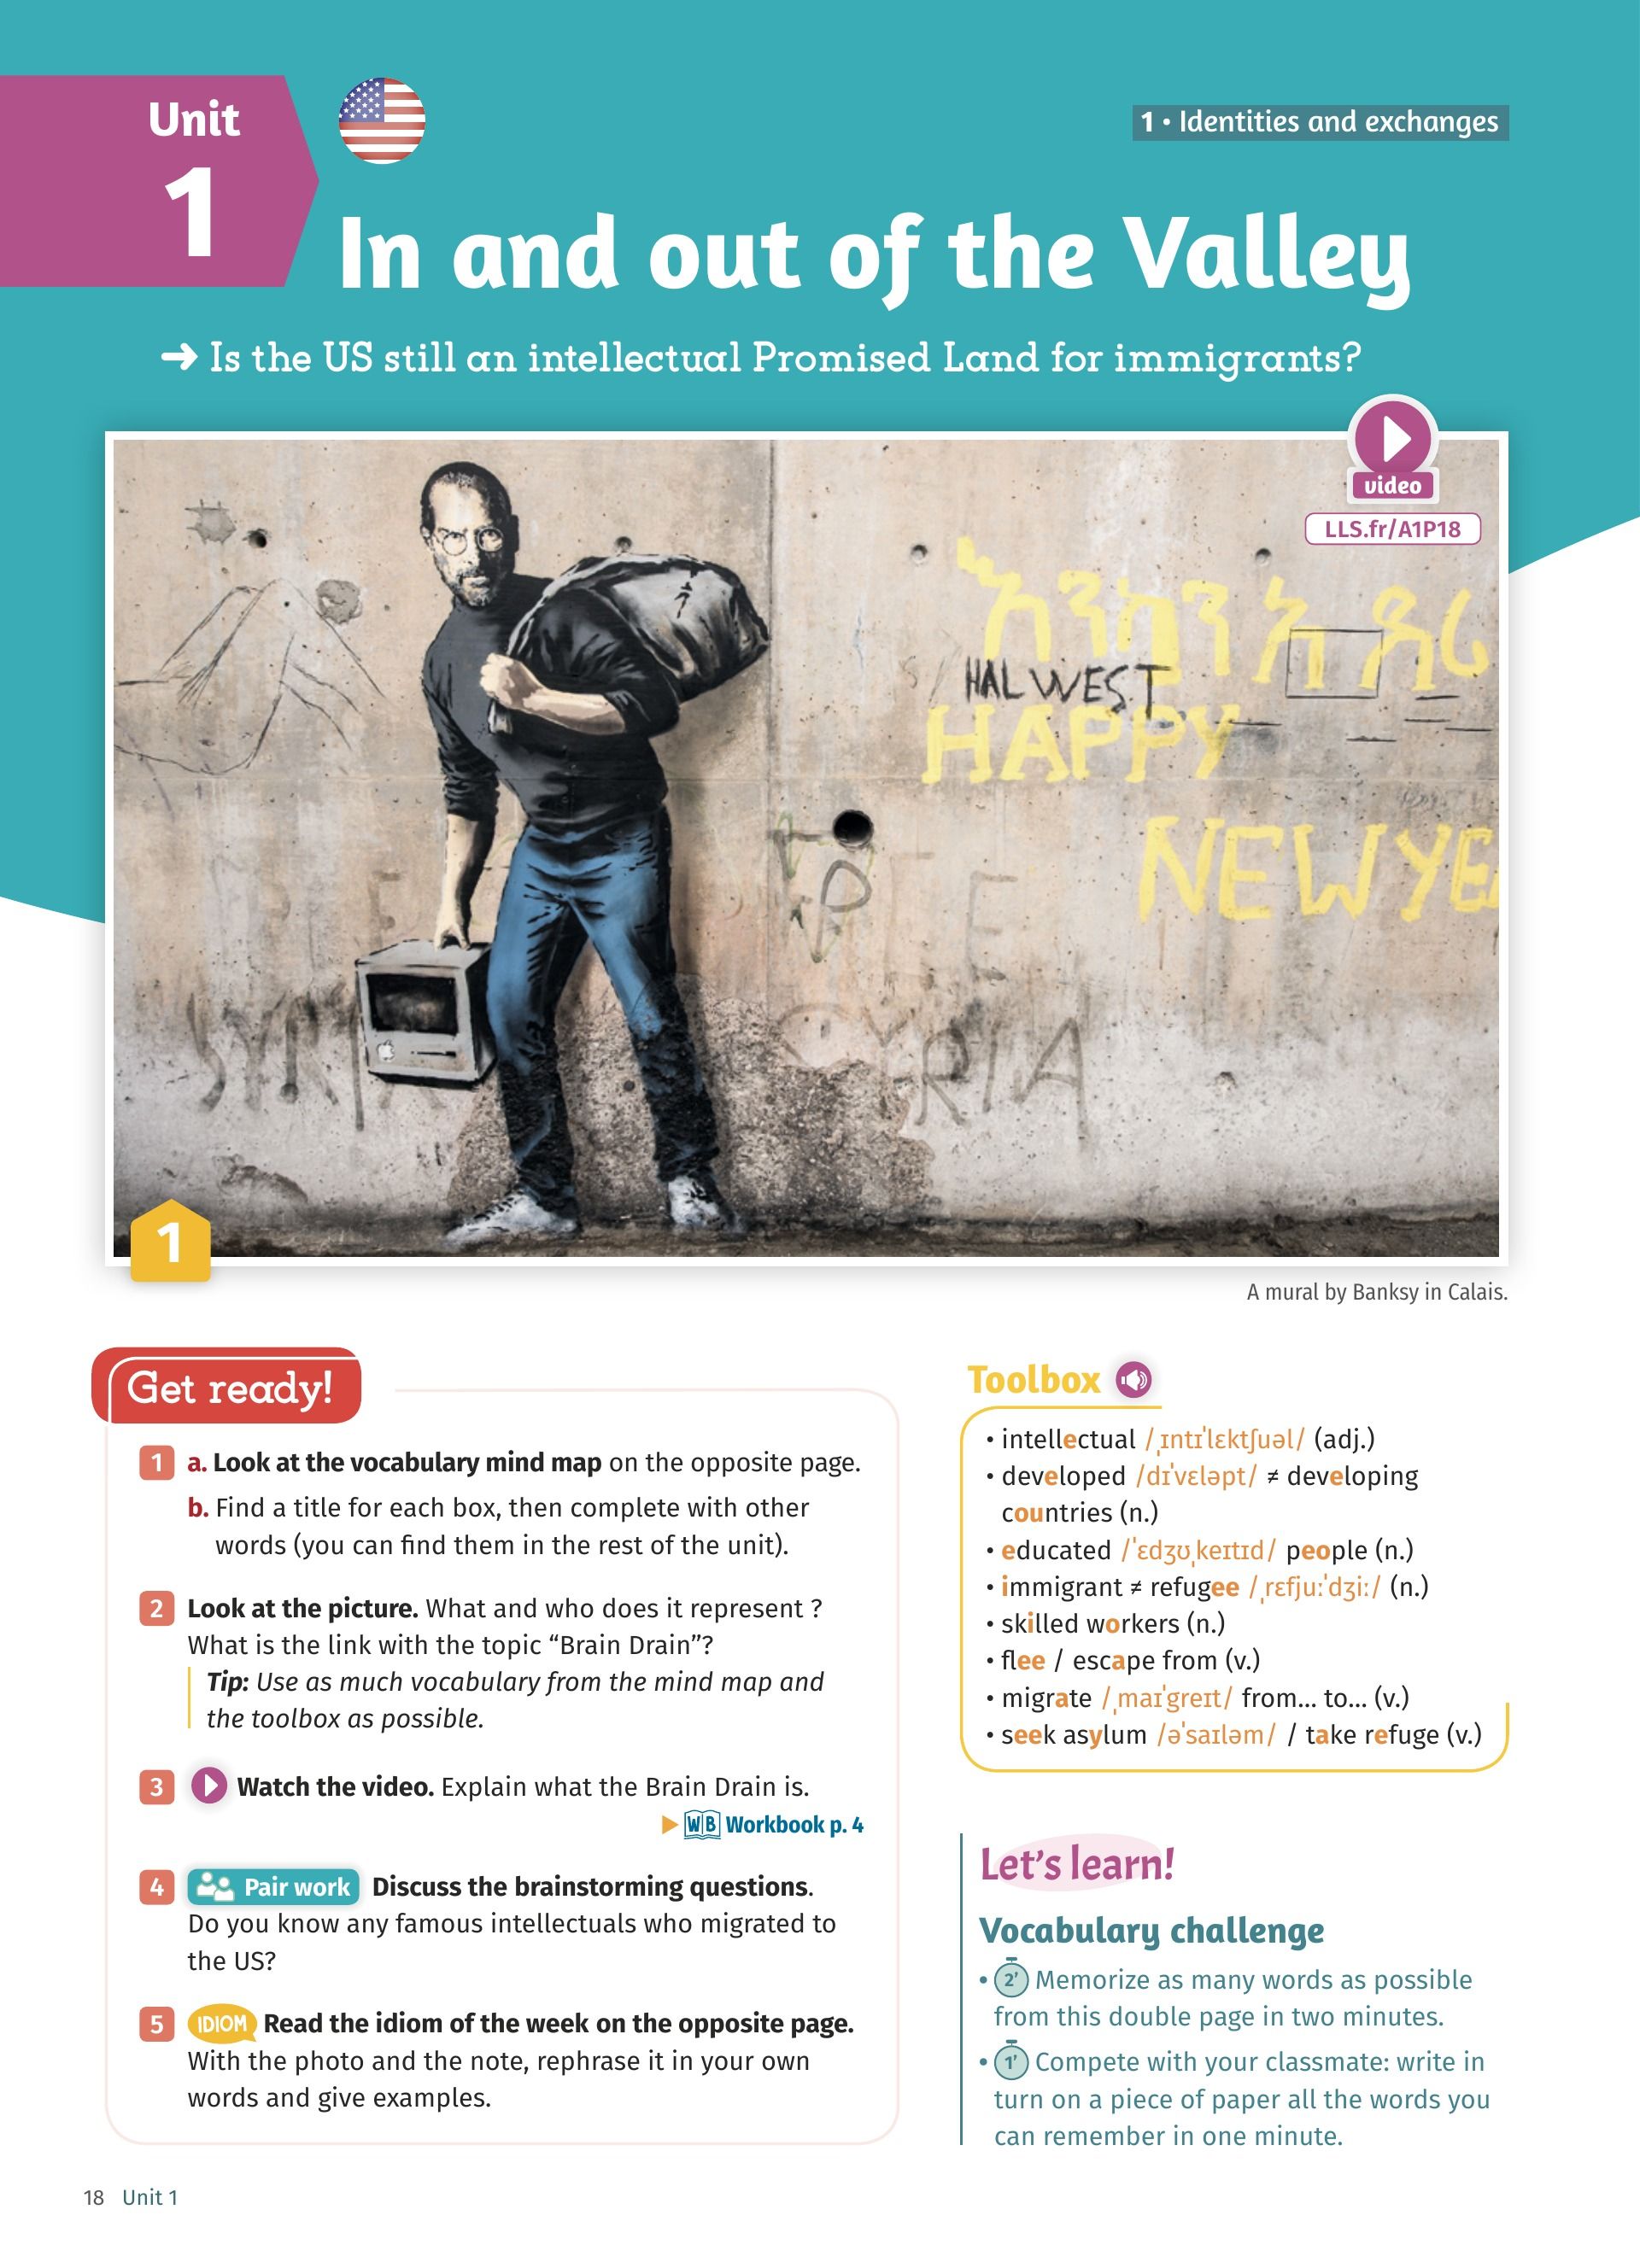 Unit
1
1 • Identities and exchanges
In and out of the Valley
➜ Is the US still an intellectual Promised Land for immigrants?
video
LLS.fr/A1P18
HAL WEST
HAPPY
NEW YEA
SYRIA
SYRIA
1
A mural by Banksy in Calais.
Get ready!
1 a. Look at the vocabulary mind map on the opposite page.
b. Find a title for each box, then complete with other
words (you can find them in the rest of the unit).
2 Look at the picture. What and who does it represent ?
What is the link with the topic “Brain Drain”?
Tip: Use as much vocabulary from the mind map and
the toolbox as possible.
3 Watch the video. Explain what the Brain Drain is.
WB Workbook p. 4
4 Pair work Discuss the brainstorming questions.
Do you know any famous intellectuals who migrated to
the US?
5 IDIOM Read the idiom of the week on the opposite page.
With the photo and the note, rephrase it in your own
words and give examples.
Toolbox
• intellectual /ˌɪntɪˈlɛktʃuəl/ (adj.)
• developed /dɪˈvɛləpt/ ≠ developing
countries (n.)
• educated /ˈɛdʒʊˌkeɪtɪd/ people (n.)
• immigrant ≠ refugee /ˌrɛfjuːˈdʒiː/ (n.)
• skilled workers (n.)
• flee / escape from (v.)
• migrate /ˌmaɪˈgreɪt/ from... to... (v.)
• seek asylum /əˈsaɪləm/ / take refuge (v.)
Let’s learn!
Vocabulary challenge
• 2’ Memorize as many words as possible
from this double page in two minutes.
• 1’ Compete with your classmate: write in
turn on a piece of paper all the words you
can remember in one minute.
18 Unit 1